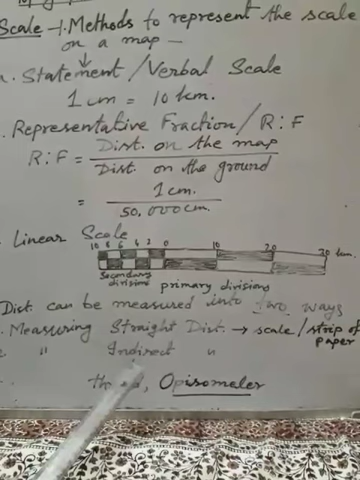 Scale → Methods to represent the scale
on a map —
a. Statement / Verbal Scale
1 cm = 10 km.
. Representative Fraction / R:F
R:F = Dist. on the map
Dist. on the ground
= 1 cm.
50,000 cm.
. Linear Scale
10 8 6 4 2 0 10 20 30 km.
Secondary divisions primary divisions
Dist. can be measured into two ways
. Measuring Straight Dist. → scale / strip of paper
" Indirect "
Opisometer